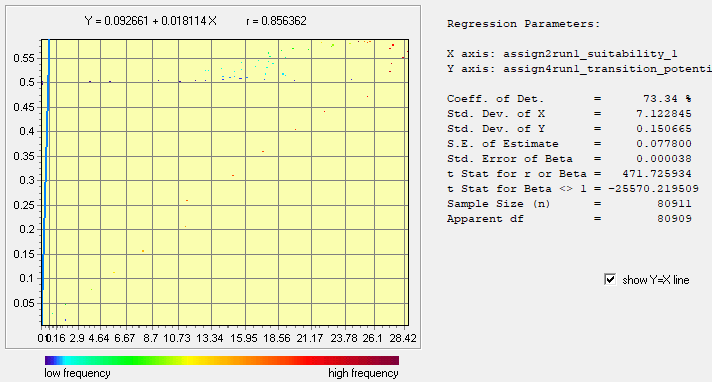 Y = 0.092661 + 0.018114 X r = 0.856362
0.55
0.5
0.45
0.4
0.35
0.3
0.25
0.2
0.15
0.1
0.05
1.16 2.9 4.64 6.67 8.7 10.73 13.34 15.95 18.56 21.17 23.78 26.1 28.42
low frequency high frequency
Regression Parameters:
X axis: assign2run1_suitability_1
Y axis: assign4run1_transition_potenti
Coeff. of Det. = 73.34 %
Std. Dev. of X = 7.122845
Std. Dev. of Y = 0.150665
S.E. of Estimate = 0.077800
Std. Error of Beta = 0.000038
t Stat for r or Beta = 471.725934
t Stat for Beta <> 1 = -25570.219509
Sample Size (n) = 80911
Apparent df = 80909
show Y=X line